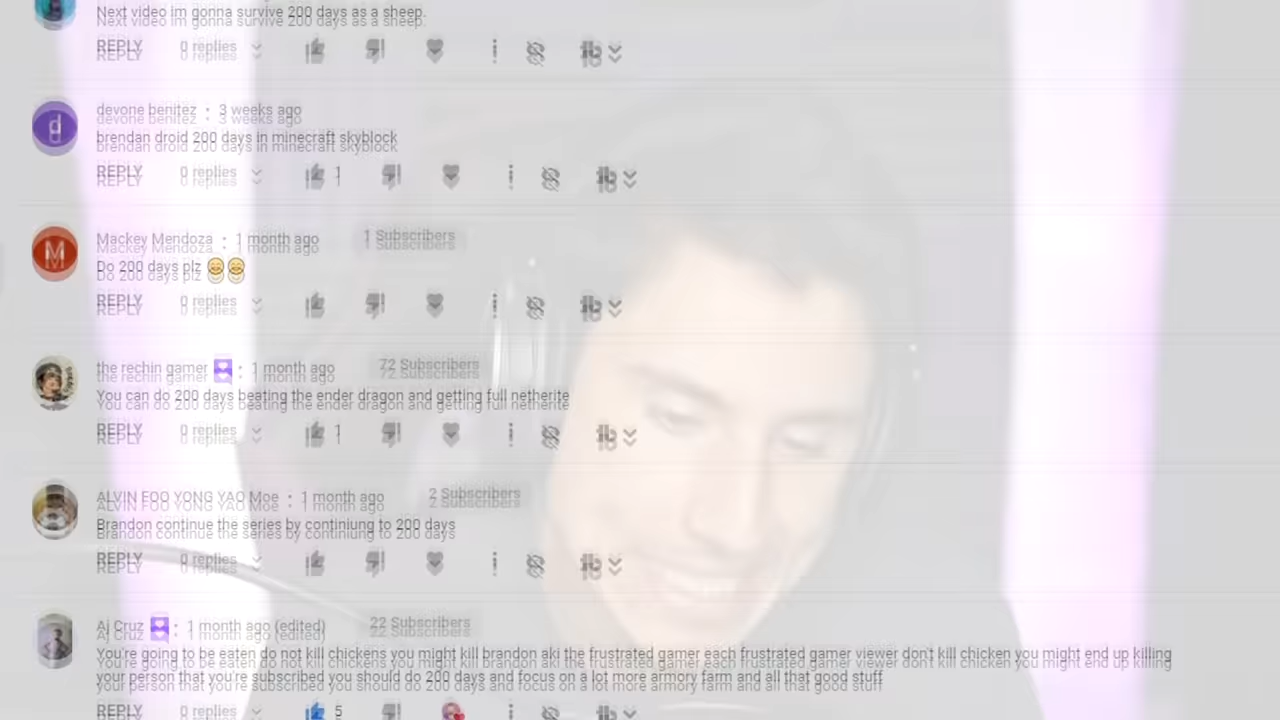 Next video im gonna survive 200 days as a sheep.
REPLY 0 replies
devone benitez • 3 weeks ago
brendan droid 200 days in minecraft skyblock
REPLY 0 replies 1
Mackey Mendoza • 1 month ago 1 Subscribers
Do 200 days plz 😄😄
REPLY 0 replies
the rechin gamer • 1 month ago 72 Subscribers
You can do 200 days beating the ender dragon and getting full netherite
REPLY 0 replies 1
ALVIN FOO YONG YAO Moe • 1 month ago 2 Subscribers
Brandon continue the series by continiung to 200 days
REPLY 0 replies
Aj Cruz • 1 month ago (edited) 22 Subscribers
You're going to be eaten do not kill chickens you might kill brandon aki the frustrated gamer each frustrated gamer viewer don't kill chicken you might end up killing
your person that you're subscribed you should do 200 days and focus on a lot more armory farm and all that good stuff
REPLY 0 replies 5